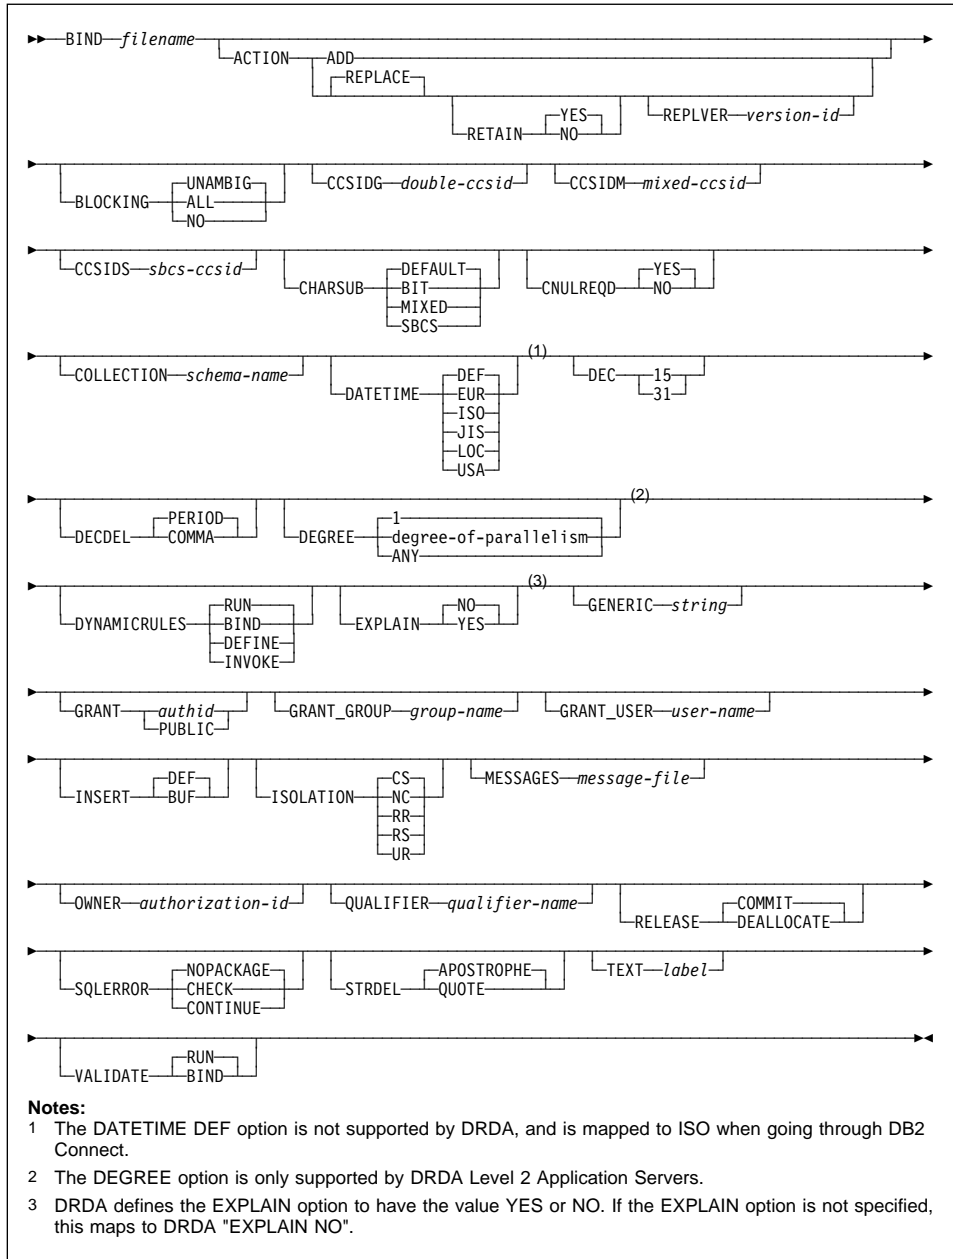 BIND filename
ACTION ADD
REPLACE
YES REPLVER version-id
RETAIN NO
UNAMBIG CCSIDG double-ccsid CCSIDM mixed-ccsid
BLOCKING ALL
NO
CCSIDS sbcs-ccsid DEFAULT YES
CHARSUB BIT CNULREQD NO
MIXED
SBCS
(1)
COLLECTION schema-name DEF DEC 15
DATETIME EUR 31
ISO
JIS
LOC
USA
(2)
PERIOD 1
DECDEL COMMA DEGREE degree-of-parallelism
ANY
(3)
RUN NO GENERIC string
DYNAMICRULES BIND EXPLAIN YES
DEFINE
INVOKE
GRANT authid GRANT_GROUP group-name GRANT_USER user-name
PUBLIC
DEF CS MESSAGES message-file
INSERT BUF ISOLATION NC
RR
RS
UR
OWNER authorization-id QUALIFIER qualifier-name COMMIT
RELEASE DEALLOCATE
NOPACKAGE APOSTROPHE TEXT label
SQLERROR CHECK STRDEL QUOTE
CONTINUE
RUN
VALIDATE BIND
Notes:
1 The DATETIME DEF option is not supported by DRDA, and is mapped to ISO when going through DB2
Connect.
2 The DEGREE option is only supported by DRDA Level 2 Application Servers.
3 DRDA defines the EXPLAIN option to have the value YES or NO. If the EXPLAIN option is not specified,
this maps to DRDA "EXPLAIN NO".